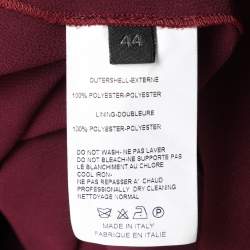 44
OUTERSHELL-EXTERNE
100% POLYESTER-POLYESTER
LINING-DOUBLEURE
100% POLYESTER-POLYESTER
DO NOT WASH- NE PAS LAVER
DO NOT BLEACH-NE SUPPORTE PAS LE
BLANCHIMENT AU CHLORE
COOL IRON-
NE PAS REPASSER A' CHAUD
PROFESSIONALLY DRY CLEANING
NETTOYAGE NORMAL
P
MADE IN ITALY
FABRIQUE EN ITALIE